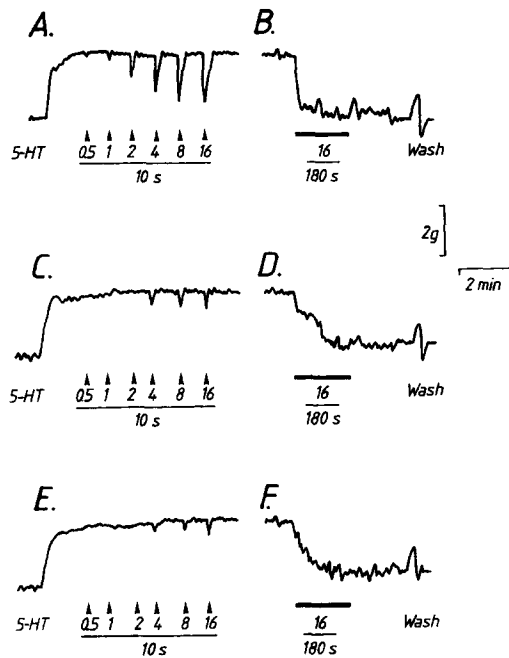 A. B.
5-HT 0.5 1 2 4 8 16 16 Wash
10 s 180 s
2g
2 min
C. D.
5-HT 0.5 1 2 4 8 16 16 Wash
10 s 180 s
E. F.
5-HT 0.5 1 2 4 8 16 16 Wash
10 s 180 s